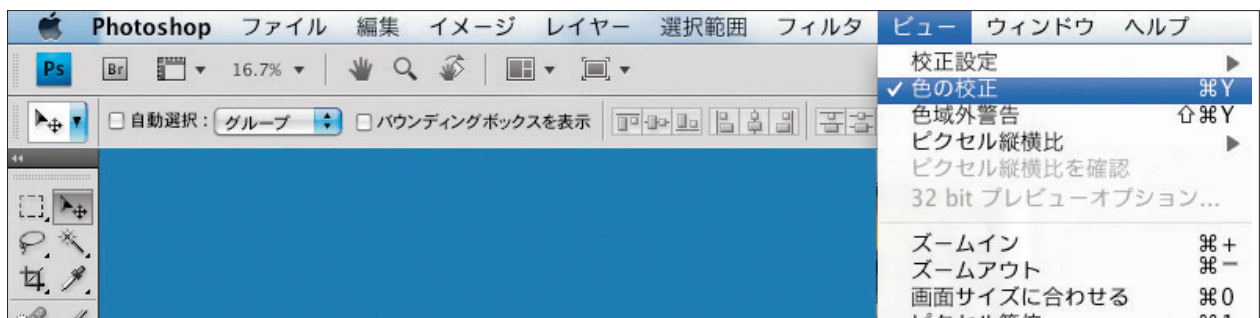 Photoshop ファイル 編集 イメージ レイヤー 選択範囲 フィルタ ビュー ウィンドウ ヘルプ
Ps Br 16.7%
自動選択： グループ バウンディングボックスを表示
校正設定
✓ 色の校正 ⌘Y
色域外警告 ⇧⌘Y
ピクセル縦横比
ピクセル縦横比を確認
32 bit プレビューオプション...
ズームイン ⌘+
ズームアウト ⌘−
画面サイズに合わせる ⌘0